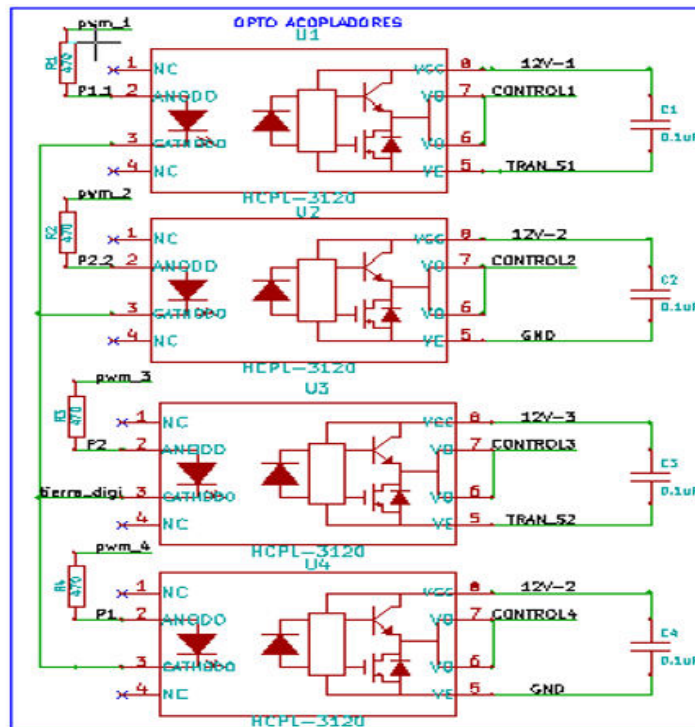 OPTO ACOPLADORES
pwm_1
U1
R1
470
1 NC
P1.1
2 ANODO
3 CATHODO
4 NC
VCC 8
12V-1
VO 7
CONTROL1
VO 6
VE 5
TRAN_S1
C1
0.1uF
HCPL-3120
pwm_2
U2
R2
470
1 NC
P2.2
2 ANODO
3 CATHODO
4 NC
VCC 8
12V-2
VO 7
CONTROL2
VO 6
VE 5
GND
C2
0.1uF
HCPL-3120
pwm_3
U3
R3
470
1 NC
P2
2 ANODO
tierra_digi
3 CATHODO
4 NC
VCC 8
12V-3
VO 7
CONTROL3
VO 6
VE 5
TRAN_S2
C3
0.1uF
HCPL-3120
pwm_4
U4
R4
470
1 NC
P1
2 ANODO
3 CATHODO
4 NC
VCC 8
12V-2
VO 7
CONTROL4
VO 6
VE 5
GND
C4
0.1uF
HCPL-3120